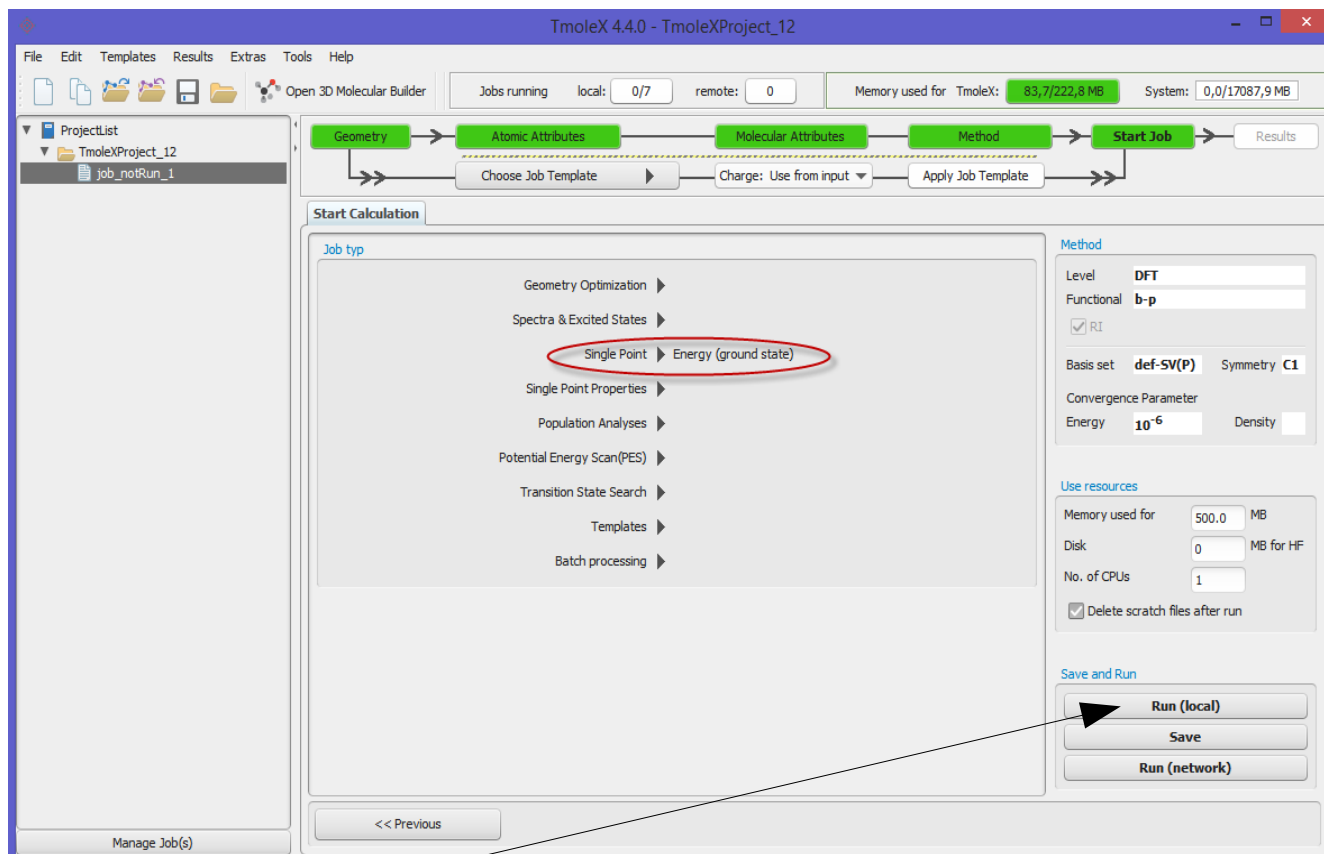 TmoleX 4.4.0 - TmoleXProject_12
File Edit Templates Results Extras Tools Help
Open 3D Molecular Builder Jobs running local: 0/7 remote: 0 Memory used for TmoleX: 83,7/222,8 MB System: 0,0/17087,9 MB
ProjectList
TmoleXProject_12
job_notRun_1
Manage Job(s)
Geometry Atomic Attributes Molecular Attributes Method Start Job Results
Choose Job Template Charge: Use from input Apply Job Template
Start Calculation
Job typ
Geometry Optimization
Spectra & Excited States
Single Point Energy (ground state)
Single Point Properties
Population Analyses
Potential Energy Scan(PES)
Transition State Search
Templates
Batch processing
<< Previous
Method
Level DFT
Functional b-p
RI
Basis set def-SV(P) Symmetry C1
Convergence Parameter
Energy 10⁻⁶ Density
Use resources
Memory used for 500.0 MB
Disk 0 MB for HF
No. of CPUs 1
Delete scratch files after run
Save and Run
Run (local)
Save
Run (network)